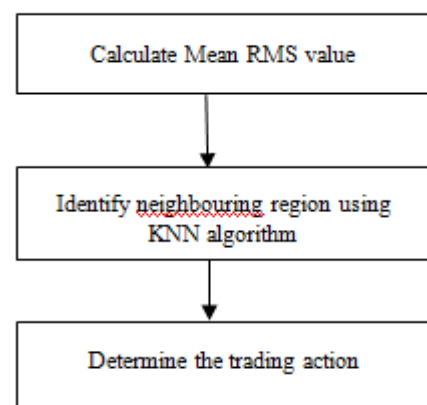 Calculate Mean RMS value
Identify neighbouring region using
KNN algorithm
Determine the trading action